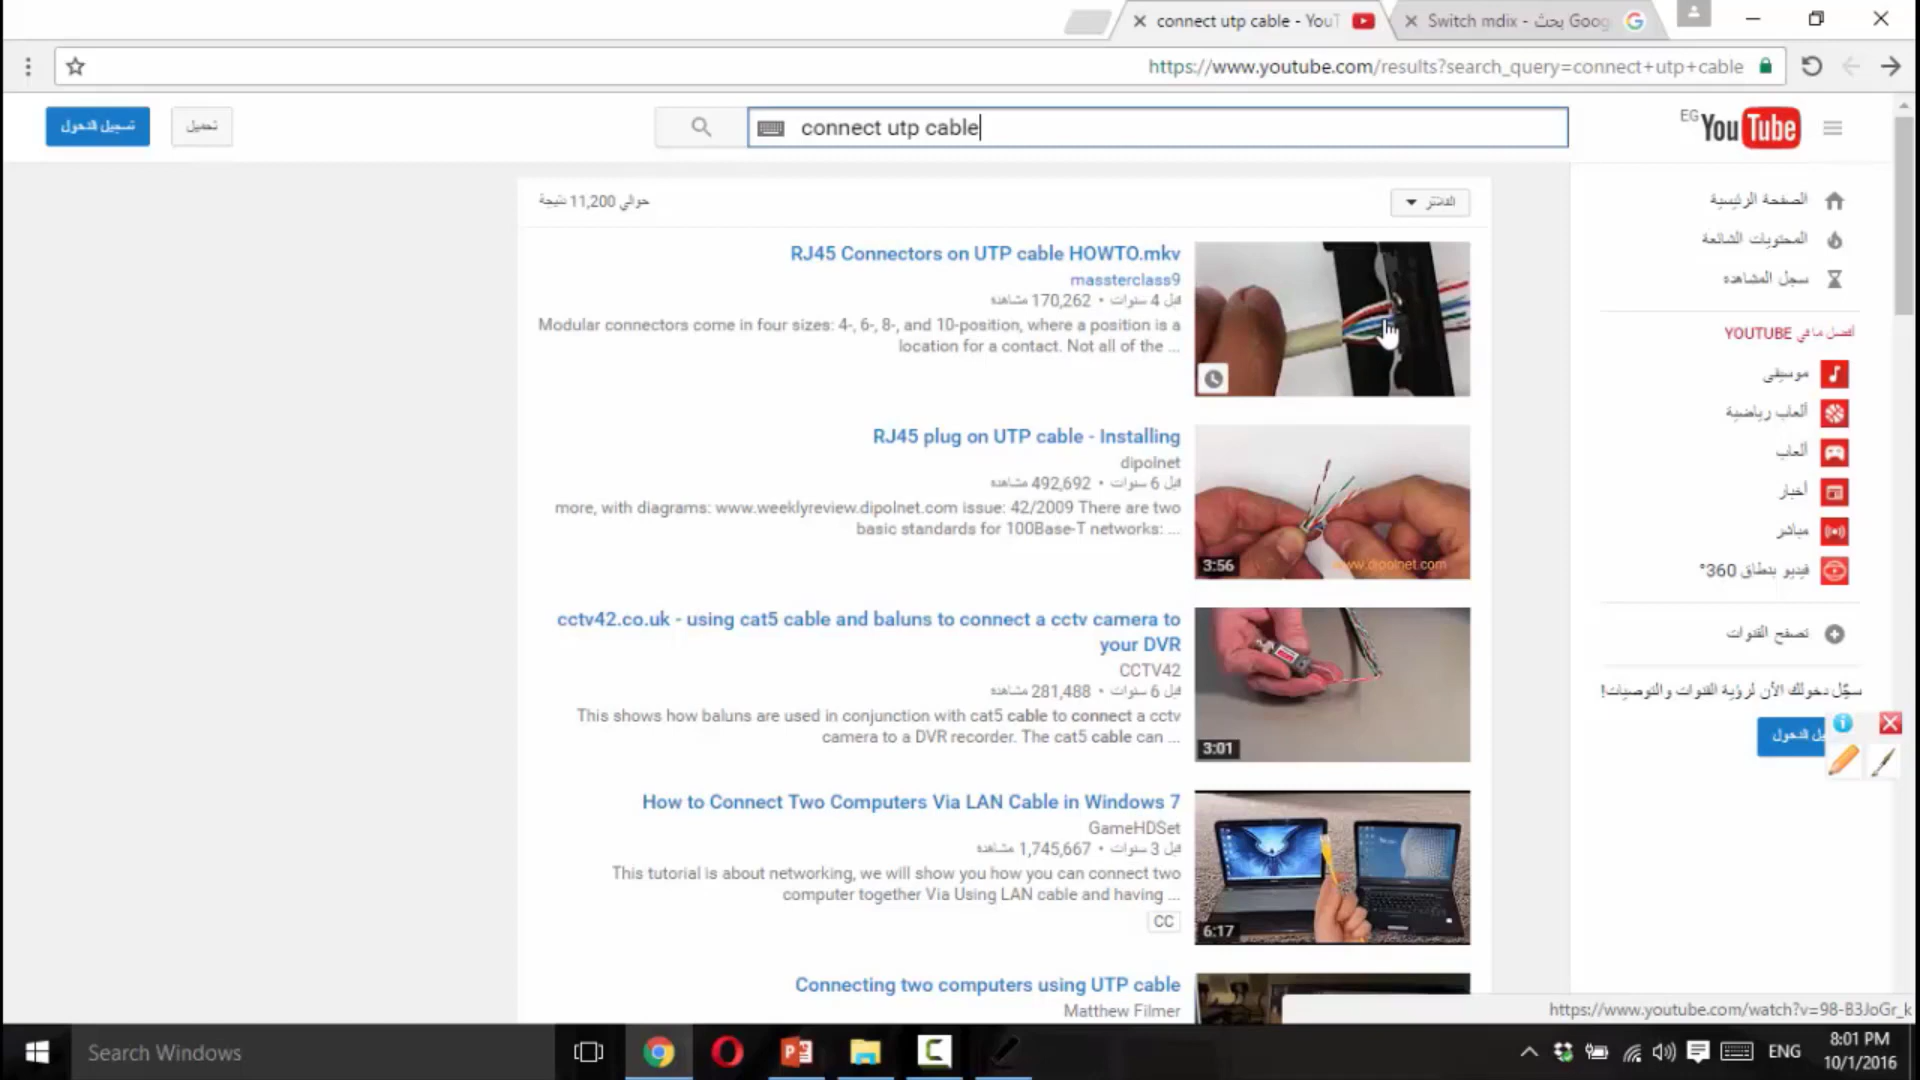 connect utp cable - YouT
Switch mdix - بحث Goog
https://www.youtube.com/results?search_query=connect+utp+cable
تسجيل الدخول
تحميل
connect utp cable
YouTube EG
حوالي 11,200 نتيجة
الفلاتر
RJ45 Connectors on UTP cable HOWTO.mkv
massterclass9
قبل 4 سنوات • 170,262 مشاهدة
Modular connectors come in four sizes: 4-, 6-, 8-, and 10-position, where a position is a
location for a contact. Not all of the ...
RJ45 plug on UTP cable - Installing
dipolnet
قبل 6 سنوات • 492,692 مشاهدة
more, with diagrams: www.weeklyreview.dipolnet.com issue: 42/2009 There are two
basic standards for 100Base-T networks: ...
www.dipolnet.com
3:56
cctv42.co.uk - using cat5 cable and baluns to connect a cctv camera to
your DVR
CCTV42
قبل 6 سنوات • 281,488 مشاهدة
This shows how baluns are used in conjunction with cat5 cable to connect a cctv
camera to a DVR recorder. The cat5 cable can ...
3:01
How to Connect Two Computers Via LAN Cable in Windows 7
GameHDSet
قبل 3 سنوات • 1,745,667 مشاهدة
This tutorial is about networking, we will show you how you can connect two
computer together Via Using LAN cable and having ...
CC
6:17
Connecting two computers using UTP cable
Matthew Filmer
الصفحة الرئيسية
المحتويات الشائعة
سجل المشاهدة
أفضل ما في YOUTUBE
موسيقى
ألعاب رياضية
ألعاب
أخبار
مباشر
فيديو بنطاق 360°
تصفح القنوات
سجّل دخولك الآن لرؤية القنوات والتوصيات!
الدخول
https://www.youtube.com/watch?v=98-B3JoGr_k
Search Windows
ENG
8:01 PM
10/1/2016